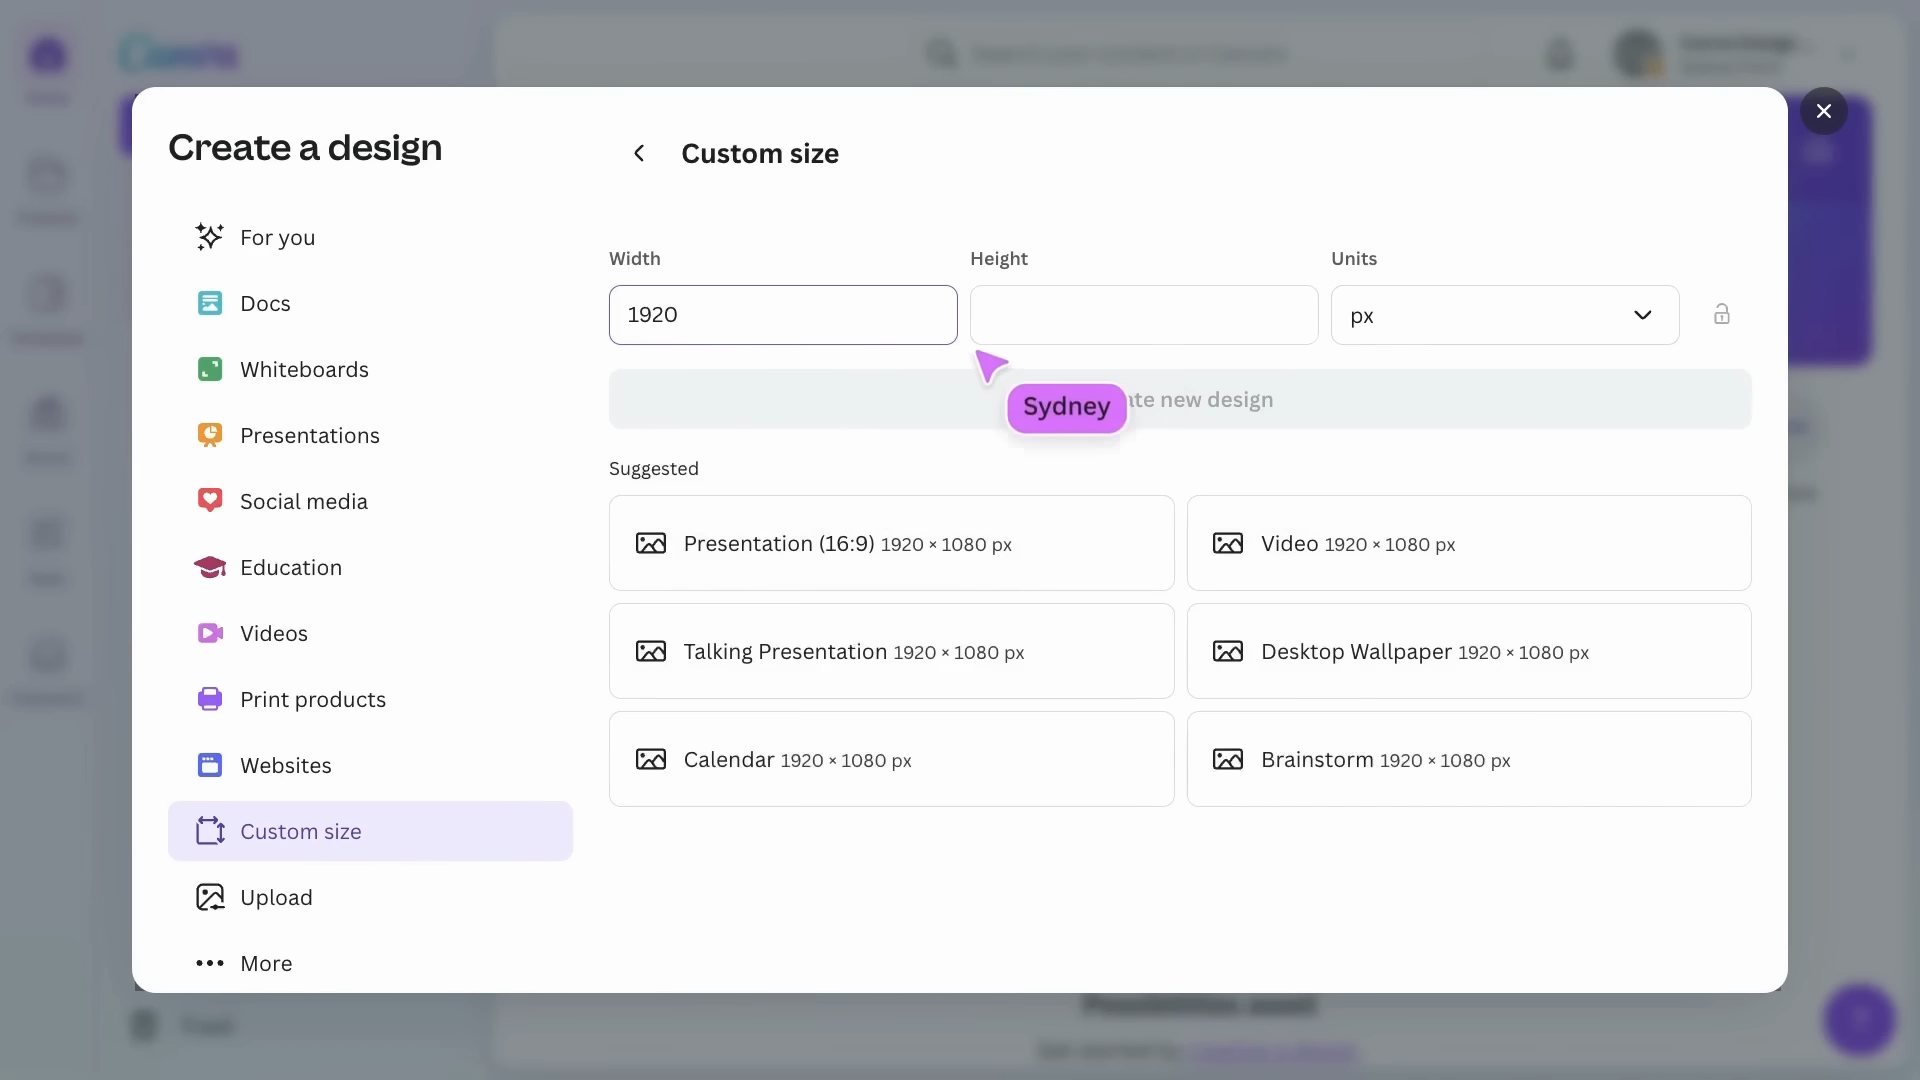 Canva
Create a design
Custom size
For you
Docs
Whiteboards
Presentations
Social media
Education
Videos
Print products
Websites
Custom size
Upload
More
Width
Height
Units
1920
px
Sydney
new design
Suggested
Presentation (16:9) 1920 × 1080 px
Video 1920 × 1080 px
Talking Presentation 1920 × 1080 px
Desktop Wallpaper 1920 × 1080 px
Calendar 1920 × 1080 px
Brainstorm 1920 × 1080 px